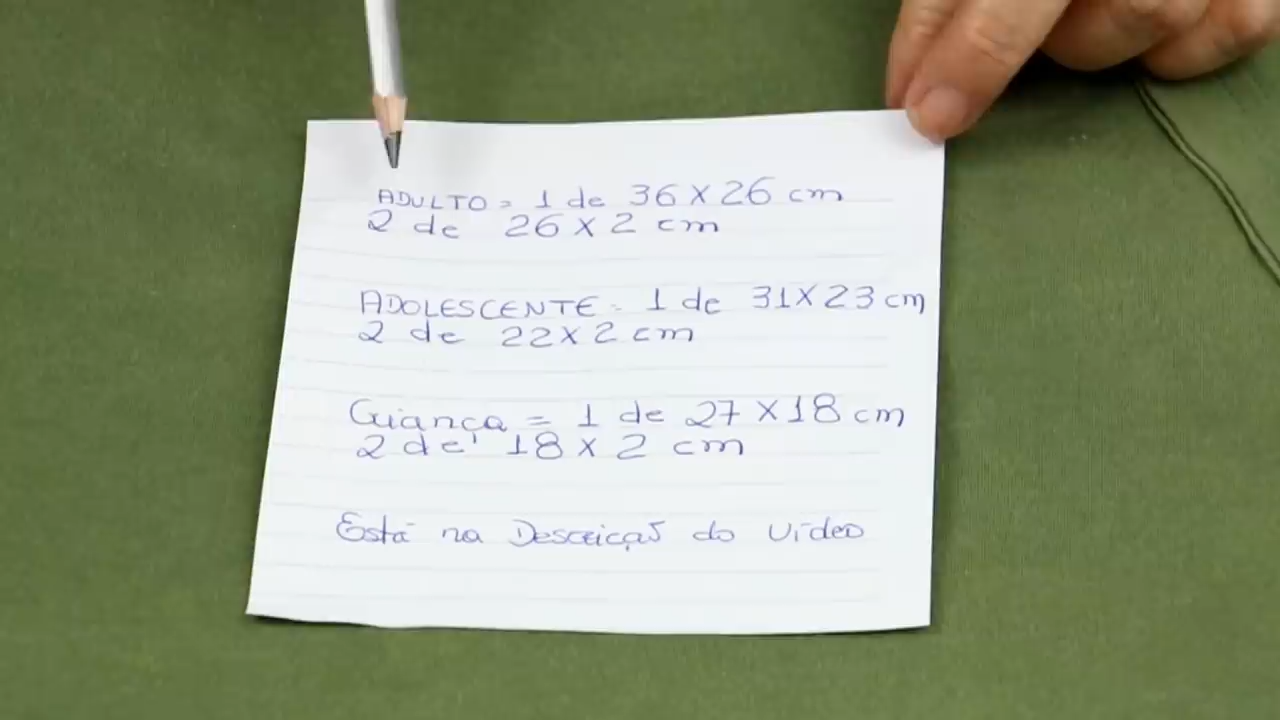 ADULTO = 1 de 36 X 26 cm
2 de 26 X 2 cm
ADOLESCENTE = 1 de 31 X 23 cm
2 de 22 X 2 cm
Criança = 1 de 27 X 18 cm
2 de 18 X 2 cm
Está na Descrição do vídeo